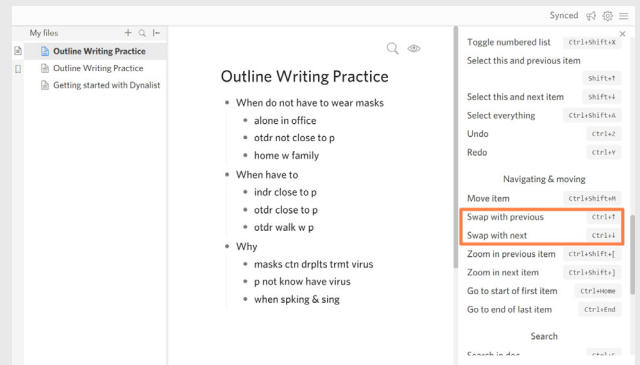 Synced
My files
Outline Writing Practice
Outline Writing Practice
Getting started with Dynalist
Outline Writing Practice
When do not have to wear masks
alone in office
otdr not close to p
home w family
When have to
indr close to p
otdr close to p
otdr walk w p
Why
masks ctn drplts trmt virus
p not know have virus
when spking & sing
Toggle numbered list Ctrl+Shift+X
Select this and previous item
Shift+↑
Select this and next item Shift+↓
Select everything Ctrl+Shift+A
Undo Ctrl+Z
Redo Ctrl+Y
Navigating & moving
Move item Ctrl+Shift+M
Swap with previous Ctrl+↑
Swap with next Ctrl+↓
Zoom in previous item Ctrl+Shift+[
Zoom in next item Ctrl+Shift+]
Go to start of first item Ctrl+Home
Go to end of last item Ctrl+End
Search
Search in doc